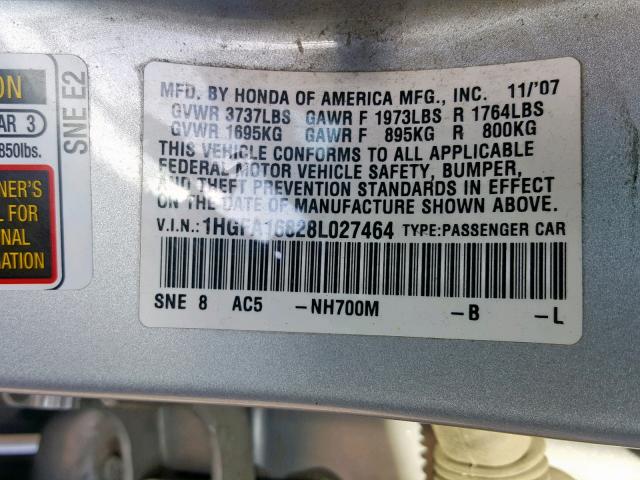 ON
AR 3
850lbs.
NER'S
L FOR
NAL
MATION
SNE E2
MFD. BY HONDA OF AMERICA MFG., INC. 11/'07
GVWR 3737LBS GAWR F 1973LBS R 1764LBS
GVWR 1695KG GAWR F 895KG R 800KG
THIS VEHICLE CONFORMS TO ALL APPLICABLE
FEDERAL MOTOR VEHICLE SAFETY, BUMPER,
AND THEFT PREVENTION STANDARDS IN EFFECT
ON THE DATE OF MANUFACTURE SHOWN ABOVE.
V.I.N.: 1HGFA16828L027464 TYPE:PASSENGER CAR
SNE 8 AC5 -NH700M -B -L